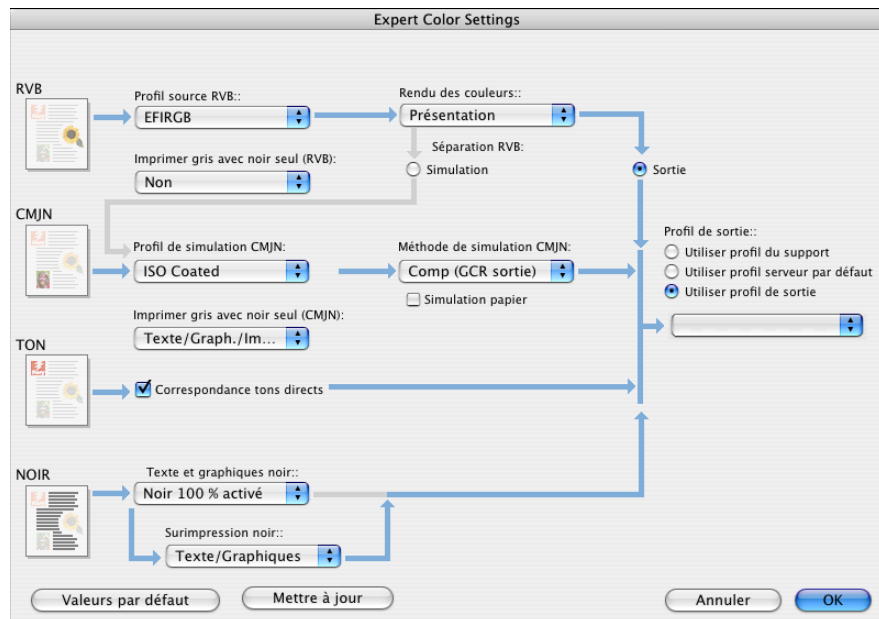 Expert Color Settings
RVB
Profil source RVB::
EFIRGB
Rendu des couleurs::
Présentation
Imprimer gris avec noir seul (RVB):
Non
Séparation RVB:
Simulation
Sortie
CMJN
Profil de simulation CMJN:
ISO Coated
Méthode de simulation CMJN:
Comp (GCR sortie)
Simulation papier
Profil de sortie::
Utiliser profil du support
Utiliser profil serveur par défaut
Utiliser profil de sortie
Imprimer gris avec noir seul (CMJN):
Texte/Graph./Im...
TON
Correspondance tons directs
NOIR
Texte et graphiques noir::
Noir 100 % activé
Surimpression noir::
Texte/Graphiques
Valeurs par défaut
Mettre à jour
Annuler
OK